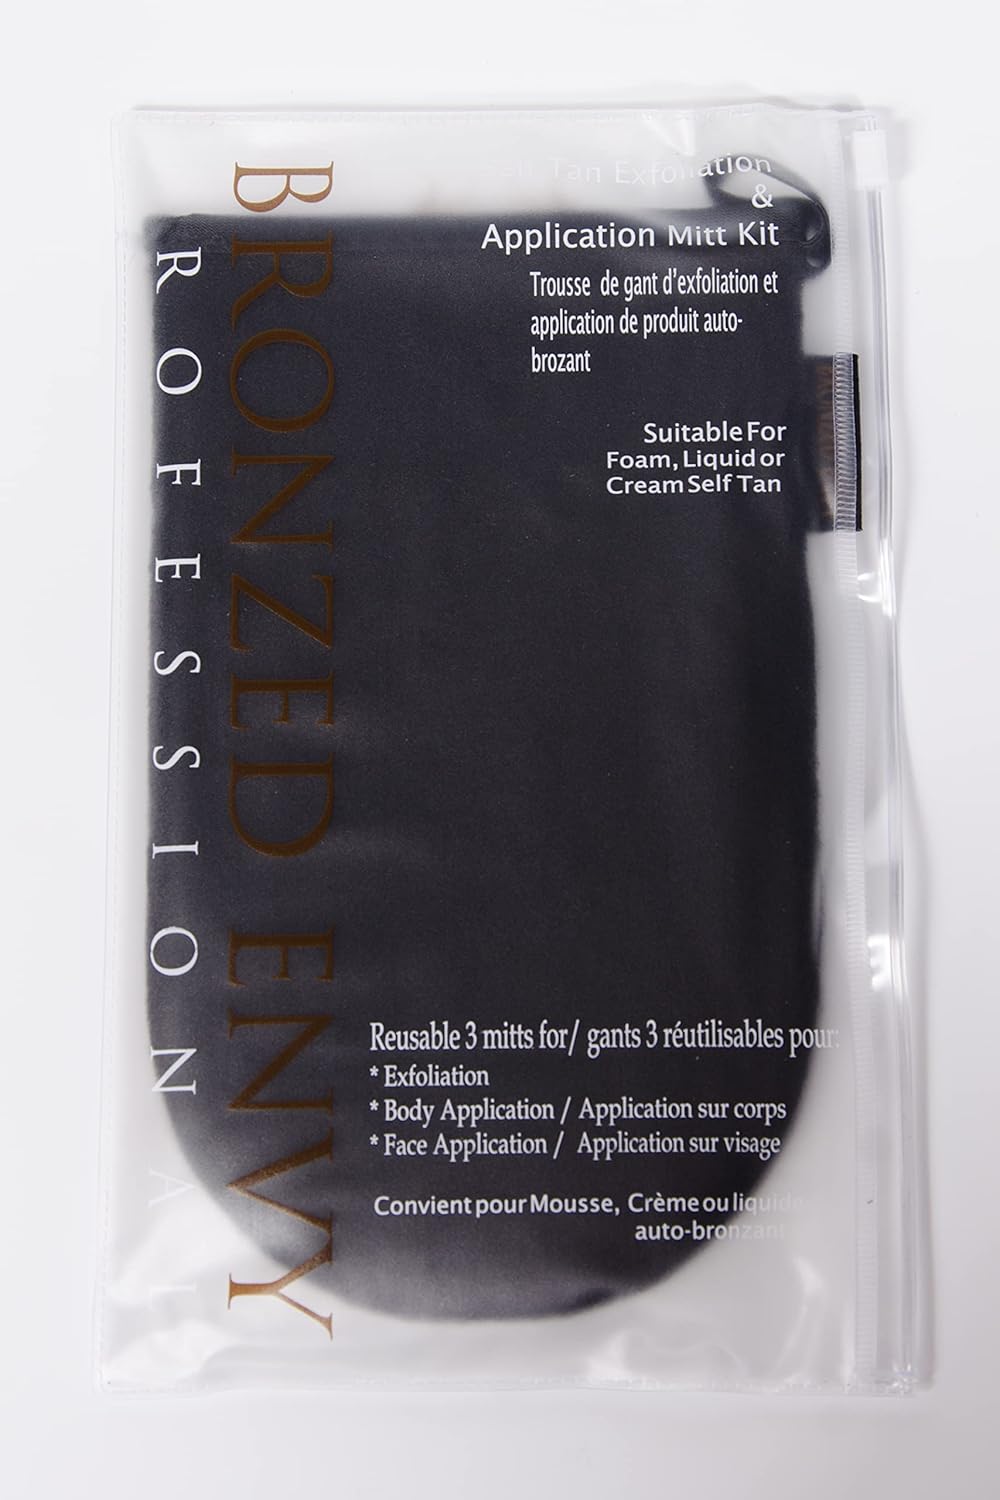 BRONZED ENVY
PROFESSIONAL
Self Tan Exfoliation
&
Application Mitt Kit
Trousse de gant d'exfoliation et
application de produit auto-
brozant
Suitable For
Foam, Liquid or
Cream Self Tan
Reusable 3 mitts for/ gants 3 réutilisables pour:
* Exfoliation
* Body Application / Application sur corps
* Face Application / Application sur visage
Convient pour Mousse, Crème ou liquide
auto-bronzant